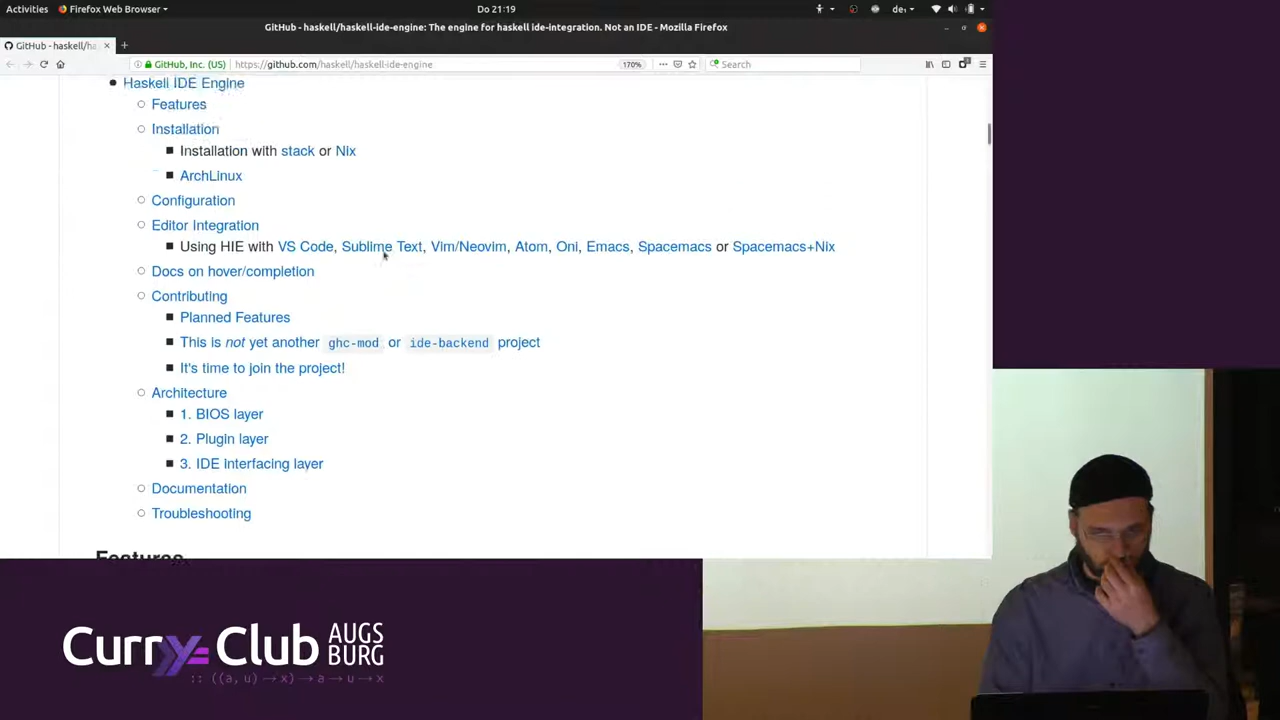 Activities Firefox Web Browser Do 21:19 de₁
GitHub - haskell/haskell-ide-engine: The engine for haskell ide-integration. Not an IDE - Mozilla Firefox
GitHub - haskell/ha
GitHub, Inc. (US) https://github.com/haskell/haskell-ide-engine 170% Search
Haskell IDE Engine
Features
Installation
Installation with stack or Nix
ArchLinux
Configuration
Editor Integration
Using HIE with VS Code, Sublime Text, Vim/Neovim, Atom, Oni, Emacs, Spacemacs or Spacemacs+Nix
Docs on hover/completion
Contributing
Planned Features
This is not yet another ghc-mod or ide-backend project
It's time to join the project!
Architecture
1. BIOS layer
2. Plugin layer
3. IDE interfacing layer
Documentation
Troubleshooting
Features
Curry Club AUGS
BURG
:: ((a, u) → x) → a → u → x